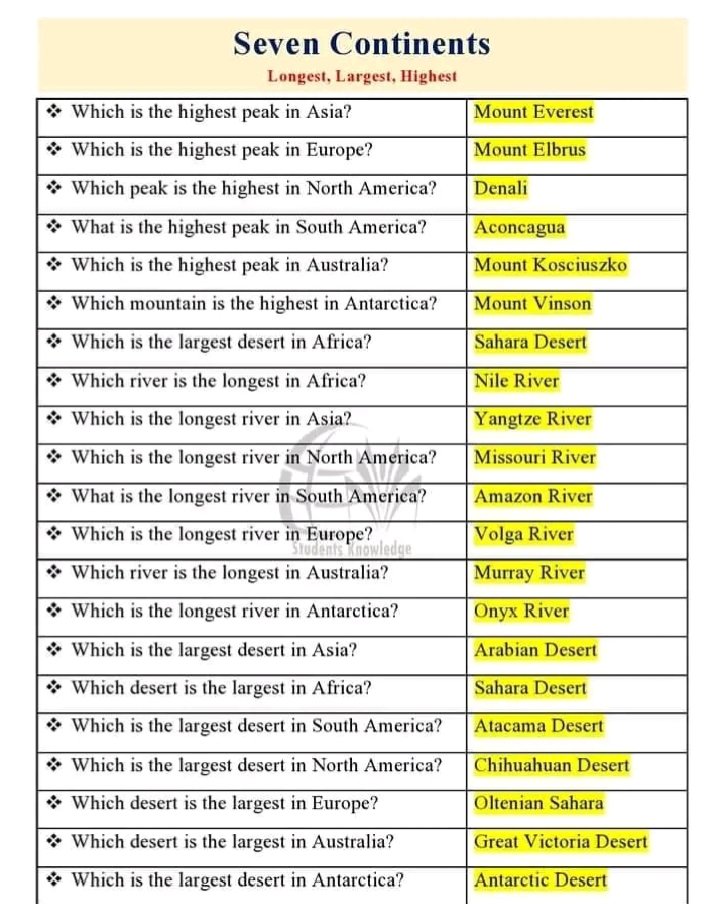 Seven Continents
Longest, Largest, Highest
❖ Which is the highest peak in Asia? Mount Everest
❖ Which is the highest peak in Europe? Mount Elbrus
❖ Which peak is the highest in North America? Denali
❖ What is the highest peak in South America? Aconcagua
❖ Which is the highest peak in Australia? Mount Kosciuszko
❖ Which mountain is the highest in Antarctica? Mount Vinson
❖ Which is the largest desert in Africa? Sahara Desert
❖ Which river is the longest in Africa? Nile River
❖ Which is the longest river in Asia? Yangtze River
❖ Which is the longest river in North America? Missouri River
❖ What is the longest river in South America? Amazon River
❖ Which is the longest river in Europe? Volga River
Students Knowledge
❖ Which river is the longest in Australia? Murray River
❖ Which is the longest river in Antarctica? Onyx River
❖ Which is the largest desert in Asia? Arabian Desert
❖ Which desert is the largest in Africa? Sahara Desert
❖ Which is the largest desert in South America? Atacama Desert
❖ Which is the largest desert in North America? Chihuahuan Desert
❖ Which desert is the largest in Europe? Oltenian Sahara
❖ Which desert is the largest in Australia? Great Victoria Desert
❖ Which is the largest desert in Antarctica? Antarctic Desert